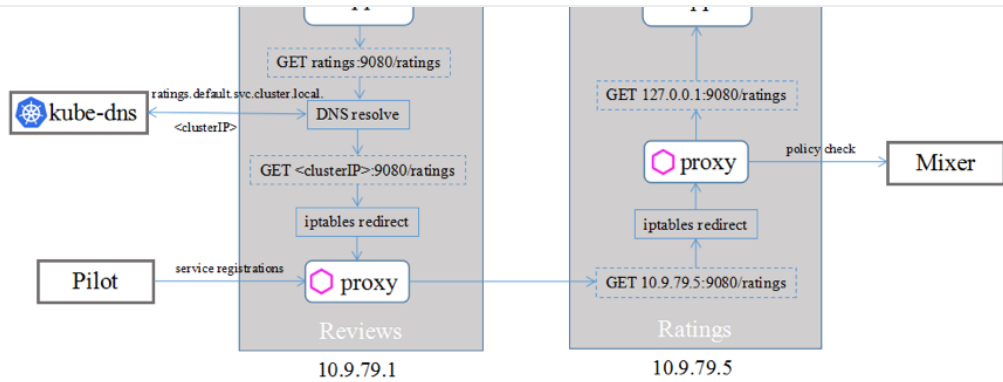 GET ratings:9080/ratings
ratings.default.svc.cluster.local.
kube-dns
<clusterIP>
DNS resolve
GET <clusterIP>:9080/ratings
iptables redirect
Pilot
service registrations
proxy
Reviews
10.9.79.1
GET 127.0.0.1:9080/ratings
proxy
policy check
Mixer
iptables redirect
GET 10.9.79.5:9080/ratings
Ratings
10.9.79.5